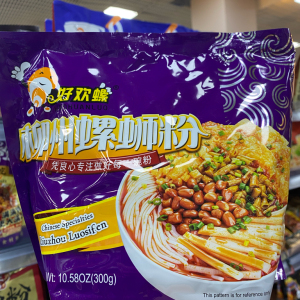 好欢螺
柳州螺蛳粉
Chinese Specialties
Liuzhou Luosifen
Wt: 10.58OZ(300g)
This pattern is for reference only